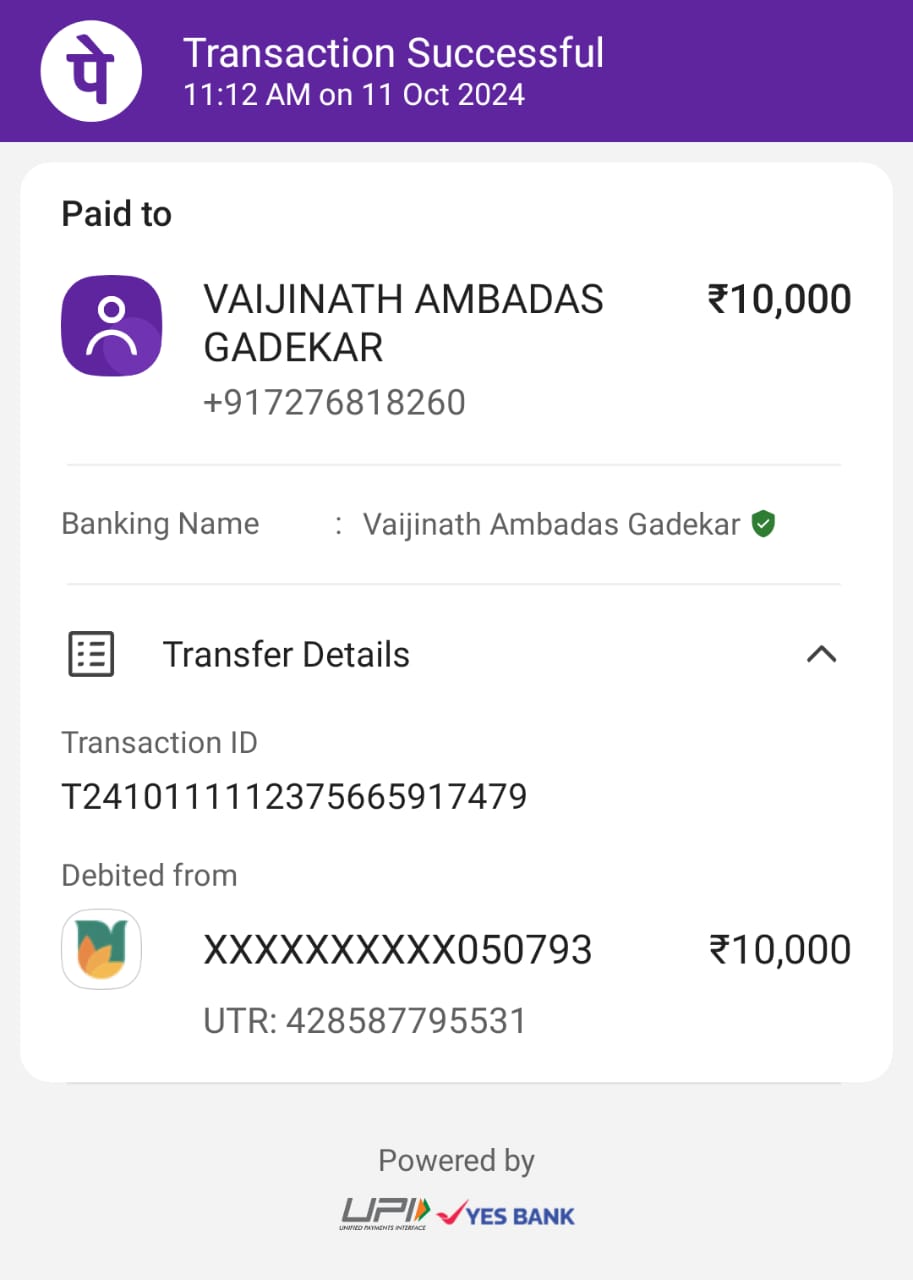 पे
Transaction Successful
11:12 AM on 11 Oct 2024
Paid to
VAIJINATH AMBADAS ₹10,000
GADEKAR
+917276818260
Banking Name : Vaijinath Ambadas Gadekar
Transfer Details
Transaction ID
T2410111112375665917479
Debited from
XXXXXXXXXX050793 ₹10,000
UTR: 428587795531
Powered by
UPI YES BANK
UNIFIED PAYMENTS INTERFACE